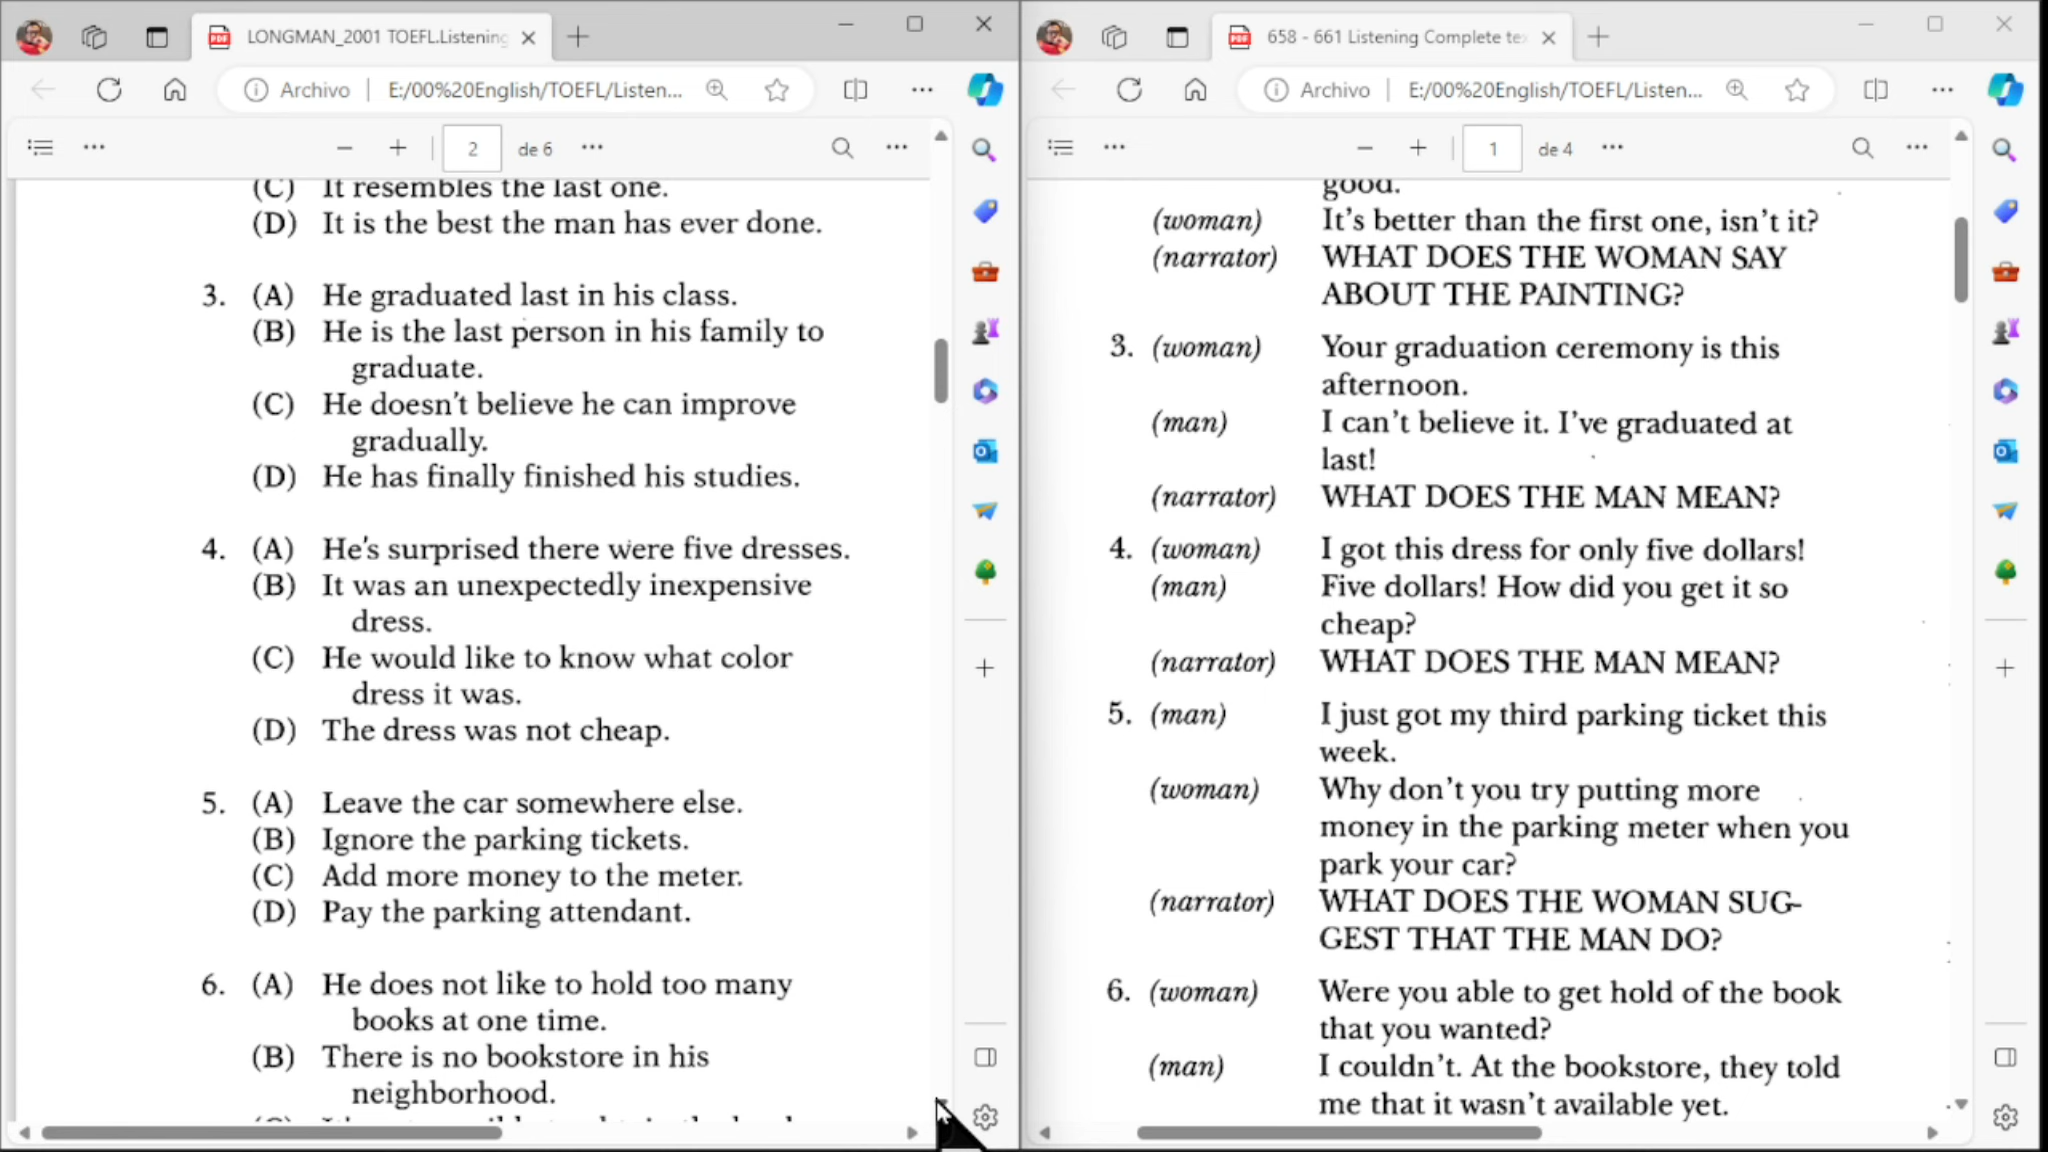 LONGMAN_2001 TOEFL.Listening
Archivo
E:/00%20English/TOEFL/Listen...
2
de 6
(C) It resembles the last one.
(D) It is the best the man has ever done.
3. (A) He graduated last in his class.
(B) He is the last person in his family to
graduate.
(C) He doesn't believe he can improve
gradually.
(D) He has finally finished his studies.
4. (A) He's surprised there were five dresses.
(B) It was an unexpectedly inexpensive
dress.
(C) He would like to know what color
dress it was.
(D) The dress was not cheap.
5. (A) Leave the car somewhere else.
(B) Ignore the parking tickets.
(C) Add more money to the meter.
(D) Pay the parking attendant.
6. (A) He does not like to hold too many
books at one time.
(B) There is no bookstore in his
neighborhood.
658 - 661 Listening Complete te
Archivo
E:/00%20English/TOEFL/Listen...
1
de 4
good.
(woman) It's better than the first one, isn't it?
(narrator) WHAT DOES THE WOMAN SAY
ABOUT THE PAINTING?
3. (woman) Your graduation ceremony is this
afternoon.
(man) I can't believe it. I've graduated at
last!
(narrator) WHAT DOES THE MAN MEAN?
4. (woman) I got this dress for only five dollars!
(man) Five dollars! How did you get it so
cheap?
(narrator) WHAT DOES THE MAN MEAN?
5. (man) I just got my third parking ticket this
week.
(woman) Why don't you try putting more
money in the parking meter when you
park your car?
(narrator) WHAT DOES THE WOMAN SUG-
GEST THAT THE MAN DO?
6. (woman) Were you able to get hold of the book
that you wanted?
(man) I couldn't. At the bookstore, they told
me that it wasn't available yet.